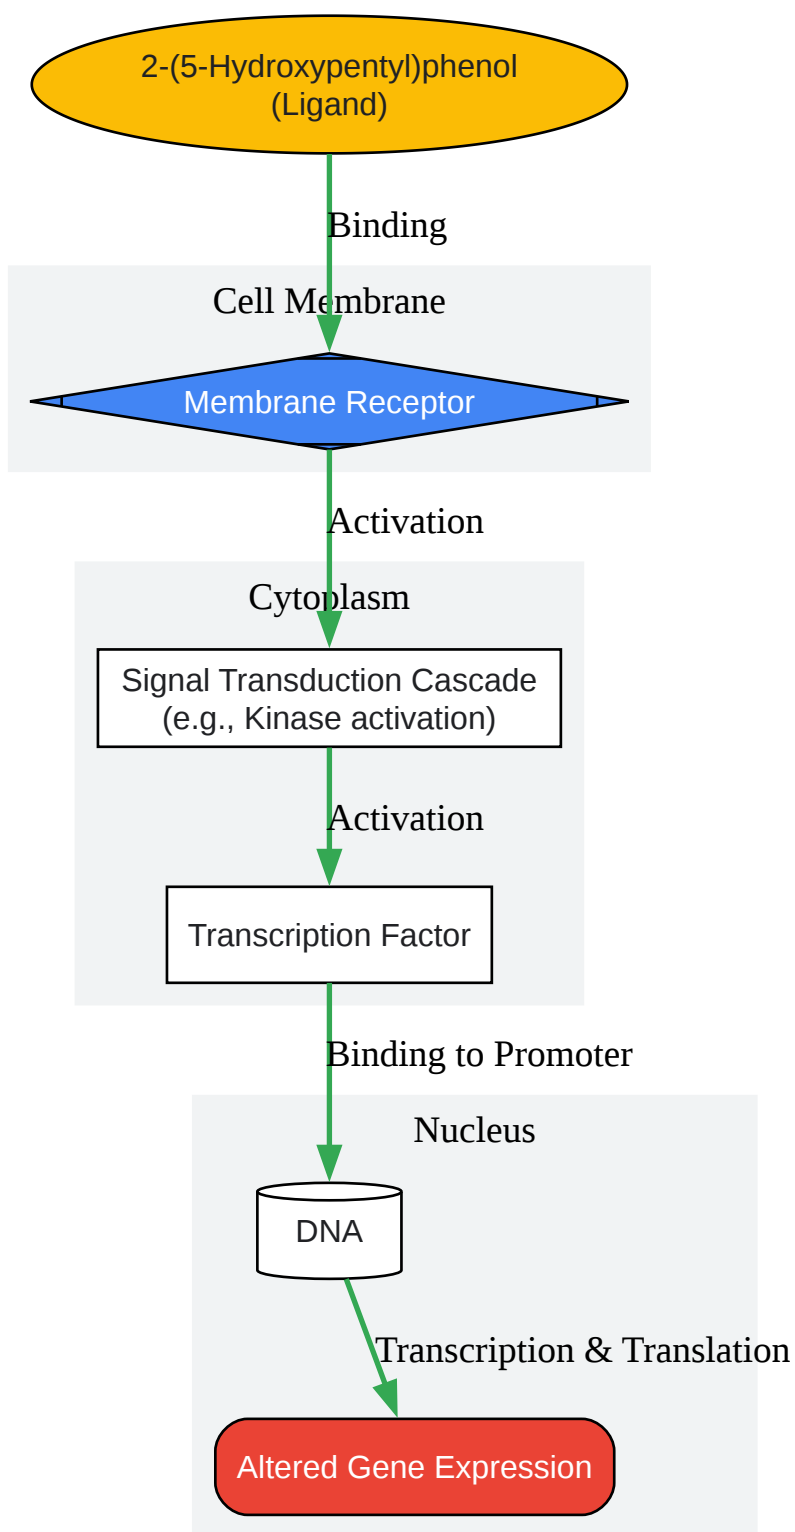 2-(5-Hydroxypentyl)phenol
(Ligand)
Binding
Cell Membrane
Membrane Receptor
Activation
Cytoplasm
Signal Transduction Cascade
(e.g., Kinase activation)
Activation
Transcription Factor
Binding to Promoter
Nucleus
DNA
Transcription & Translation
Altered Gene Expression